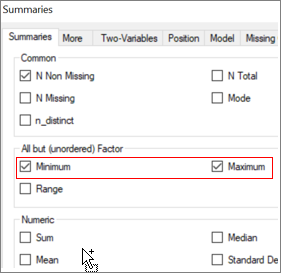 Summaries
Summaries More Two-Variables Position Model Missing
Common
N Non Missing N Total
N Missing Mode
n_distinct
All but (unordered) Factor
Minimum Maximum
Range
Numeric
Sum Median
Mean Standard De